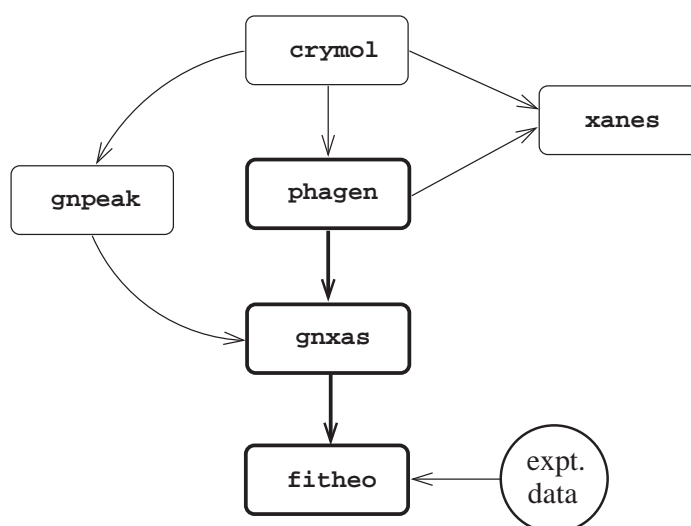 crymol
xanes
gnpeak
phagen
gnxas
fitheo
expt.
data